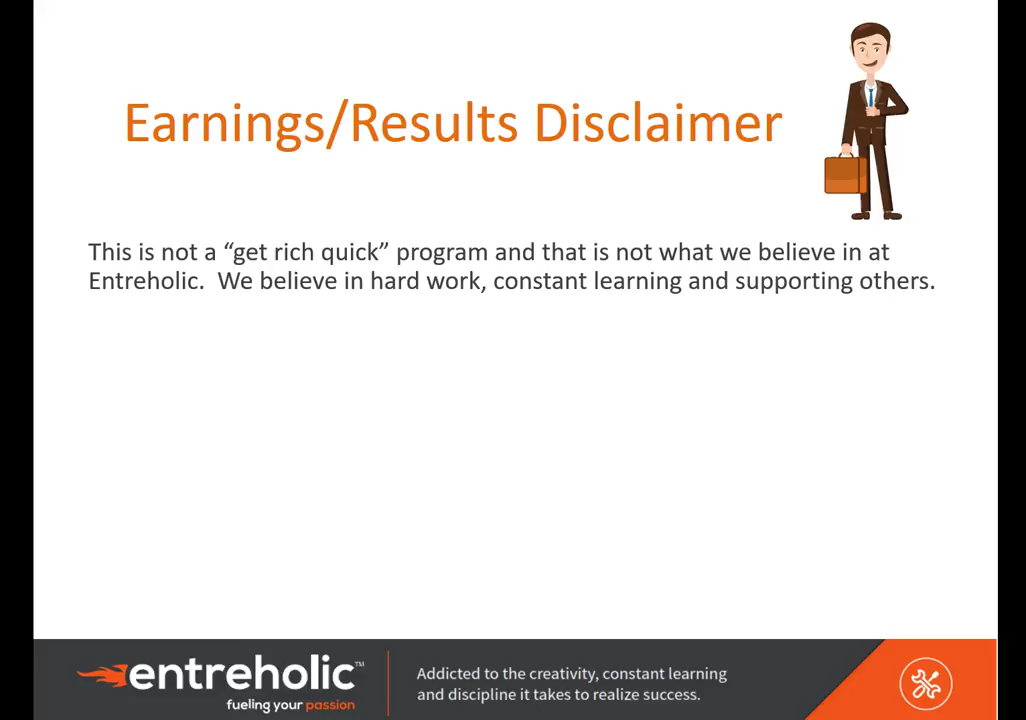 Earnings/Results Disclaimer
This is not a “get rich quick” program and that is not what we believe in at
Entreholic.  We believe in hard work, constant learning and supporting others.
entreholic™
fueling your passion
Addicted to the creativity, constant learning
and discipline it takes to realize success.